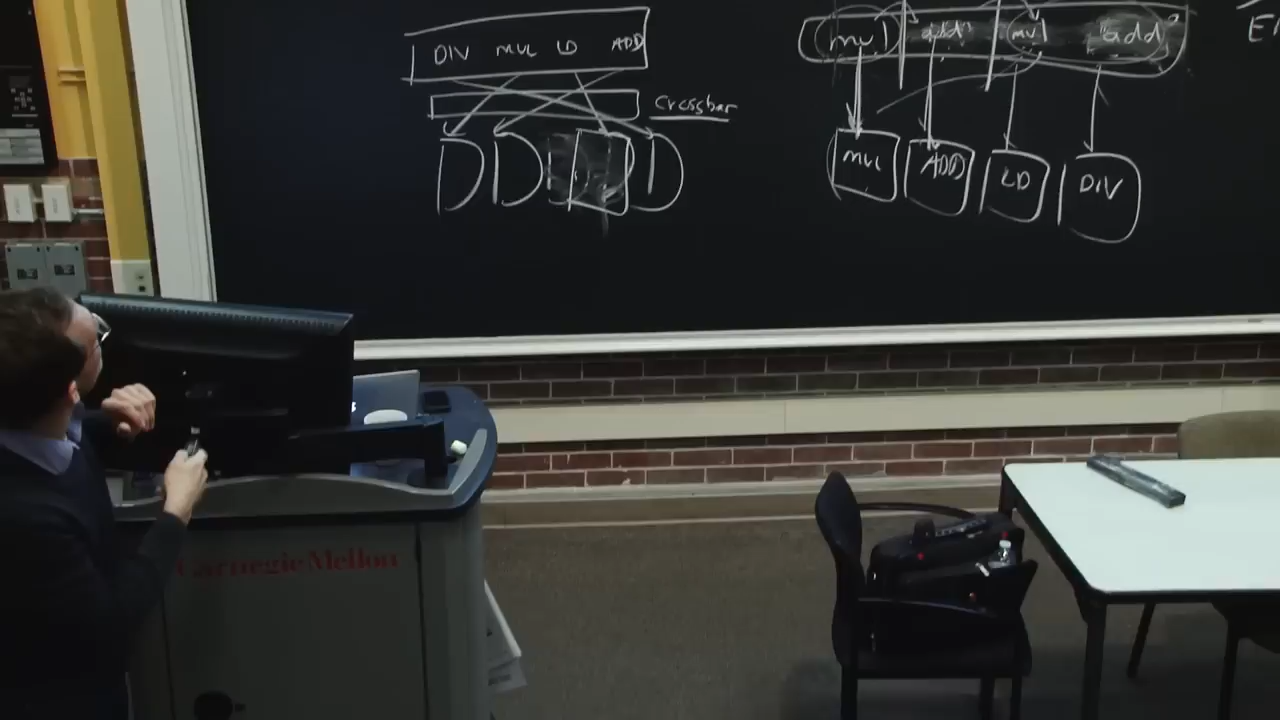 DIV MUL LD ADD
Crossbar
mul "add" mul "add"
MUL ADD LD DIV
Carnegie Mellon